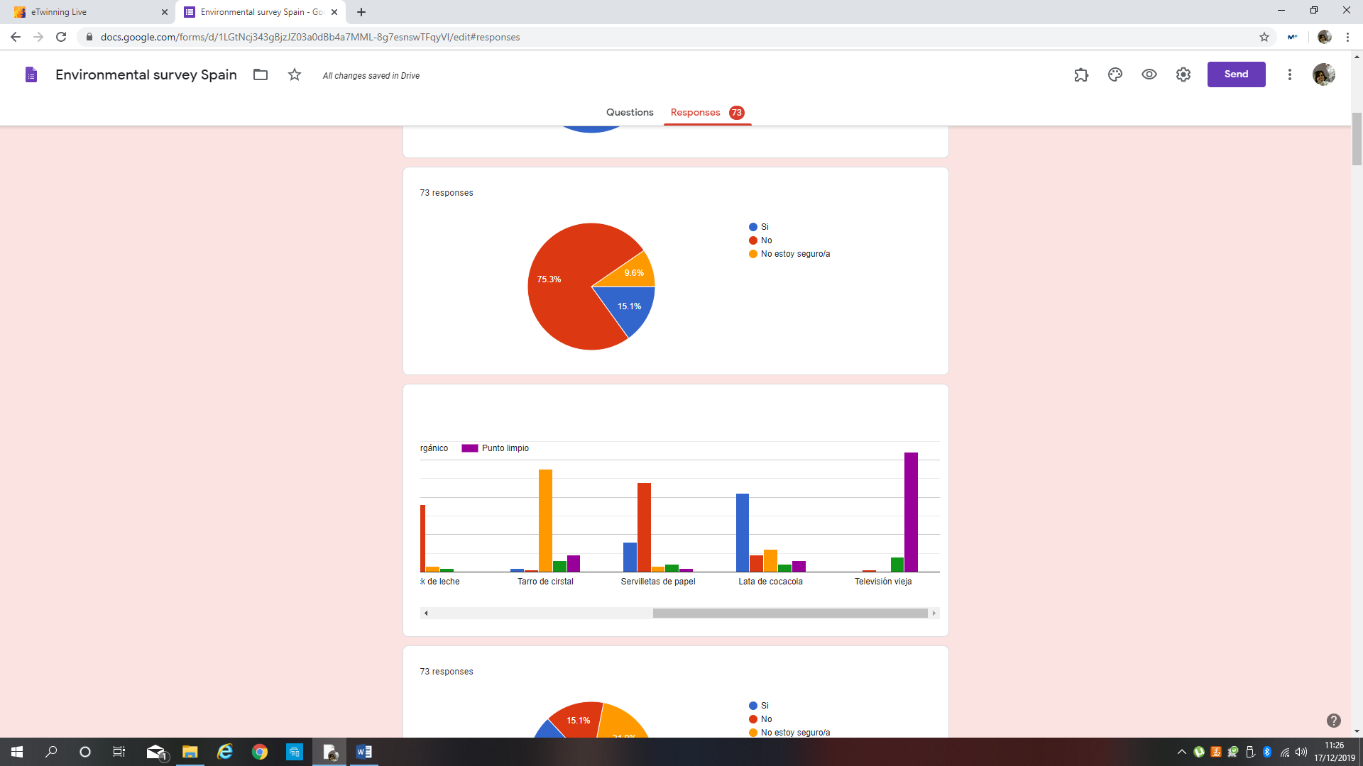 eTwinning Live
Environmental survey Spain - Go
docs.google.com/forms/d/1LGtNcj343gBjzJZ03a0dBb4a7MML-8g7esnswTFqyVI/edit#responses
Environmental survey Spain
All changes saved in Drive
Send
Questions
Responses 73
73 responses
75.3%
9.6%
15.1%
Si
No
No estoy seguro/a
rgánico
Punto limpio
k de leche
Tarro de cirstal
Servilletas de papel
Lata de cocacola
Televisión vieja
73 responses
15.1%
Si
No
No estoy seguro/a
11:26
17/12/2019